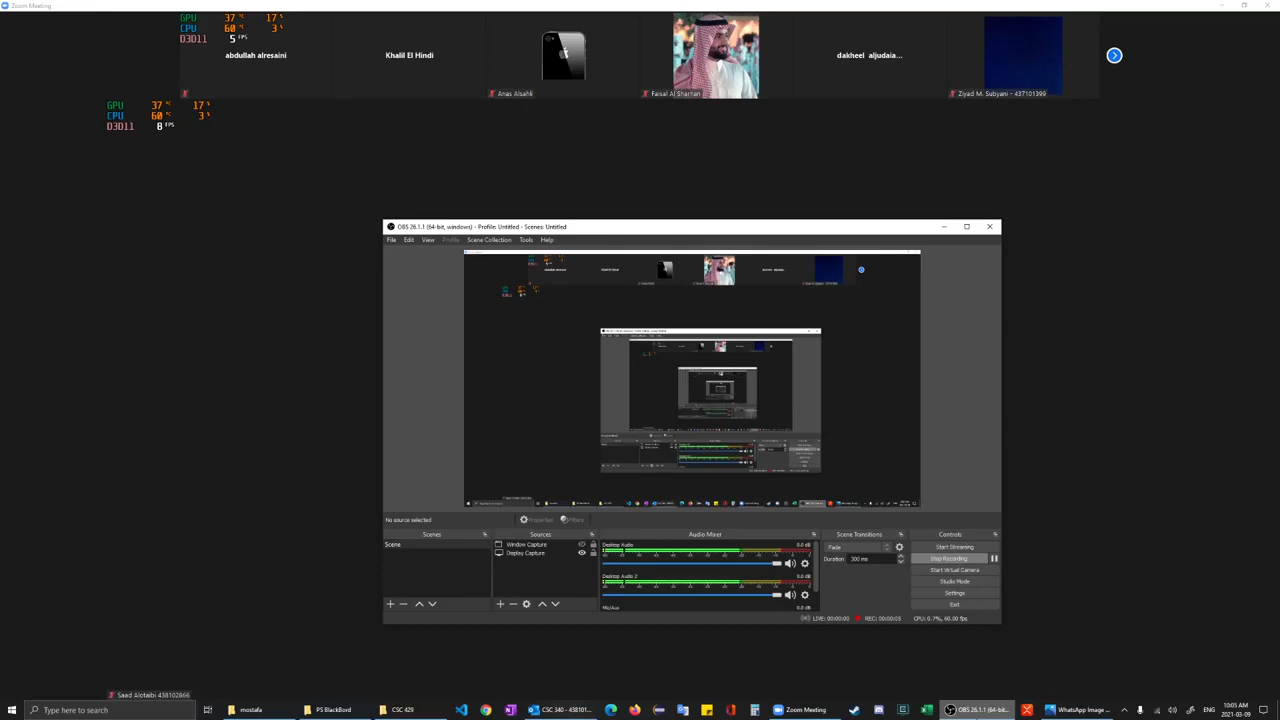 Zoom Meeting
GPU 37 °C 17 %
CPU 60 °C 3 %
D3D11 5 FPS
abdullah alresaini
Khalil El Hindi
Anas Alsahli
Faisal Al Sharran
dakheel aljudaia...
Ziyad M. Subyani - 437101399
GPU 37 °C 17 %
CPU 60 °C 3 %
D3D11 8 FPS
OBS 26.1.1 (64-bit, windows) - Profile: Untitled - Scenes: Untitled
File Edit View Profile Scene Collection Tools Help
No source selected
Properties
Filters
Scenes
Scene
Sources
Window Capture
Display Capture
Audio Mixer
Desktop Audio 0.0 dB
Desktop Audio 2 0.0 dB
Mic/Aux 0.0 dB
Scene Transitions
Fade
Duration 300 ms
Controls
Start Streaming
Stop Recording
Start Virtual Camera
Studio Mode
Settings
Exit
LIVE: 00:00:00 REC: 00:00:05 CPU: 0.7%, 60.00 fps
Saad Alotaibi 438102866
Type here to search
mostafa
PS BlackBord
CSC 429
CSC 340 - 438101...
Zoom Meeting
OBS 26.1.1 (64-bit...
WhatsApp Image ...
ENG
10:05 AM
2021-03-09